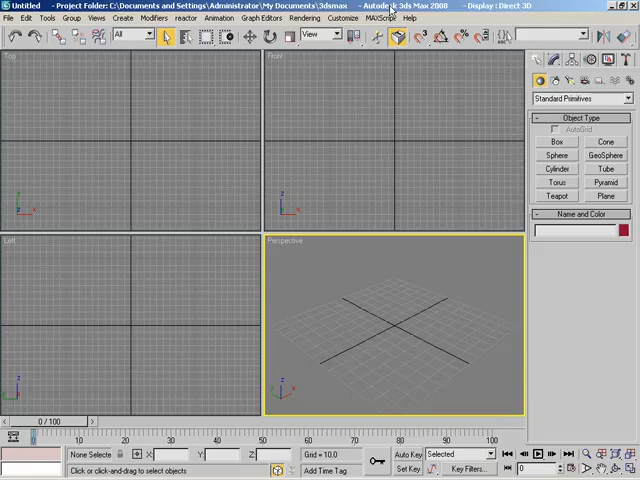 Untitled - Project Folder: C:\Documents and Settings\Administrator\My Documents\3dsmax - Autodesk 3ds Max 2008 - Display : Direct 3D
File Edit Tools Group Views Create Modifiers reactor Animation Graph Editors Rendering Customize MAXScript Help
All View
Top Front
Standard Primitives
- Object Type
AutoGrid
Box Cone
Sphere GeoSphere
Cylinder Tube
Torus Pyramid
Teapot Plane
- Name and Color
Left Perspective
< 0 / 100 >
0 10 20 30 40 50 60 70 80 90 100
None Selecte X: Y: Z: Grid = 10.0 Auto Key Selected
Click or click-and-drag to select objects Add Time Tag Set Key Key Filters... 0